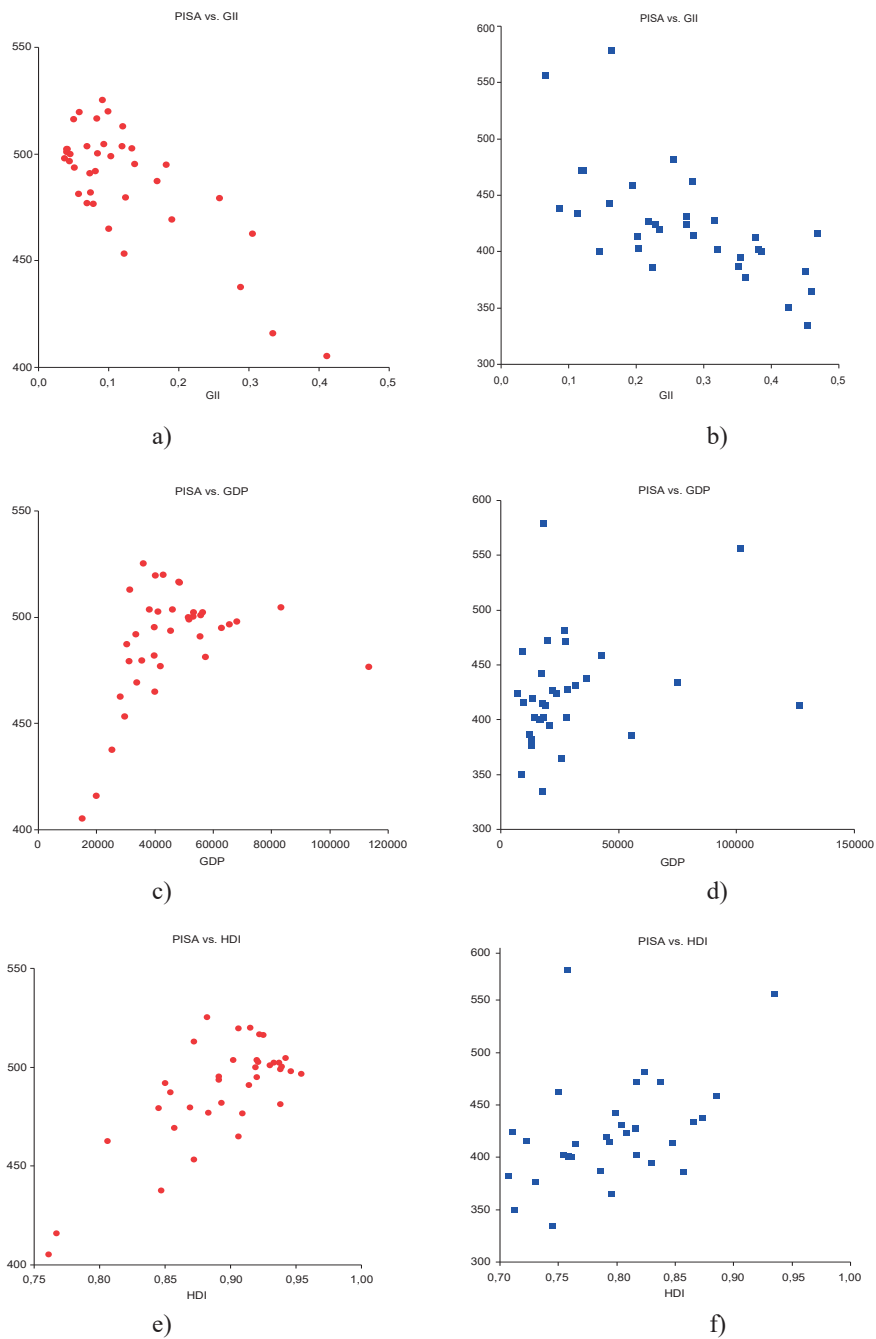 PISA vs. GII
550
500
450
400
0,0 0,1 0,2 0,3 0,4 0,5
GII
a)
PISA vs. GII
600
550
500
450
400
350
300
0,0 0,1 0,2 0,3 0,4 0,5
GII
b)
PISA vs. GDP
550
500
450
400
0 20000 40000 60000 80000 100000 120000
GDP
c)
PISA vs. GDP
600
550
500
450
400
350
300
0 50000 100000 150000
GDP
d)
PISA vs. HDI
550
500
450
400
0,75 0,80 0,85 0,90 0,95 1,00
HDI
e)
PISA vs. HDI
600
550
500
450
400
350
300
0,70 0,75 0,80 0,85 0,90 0,95 1,00
HDI
f)